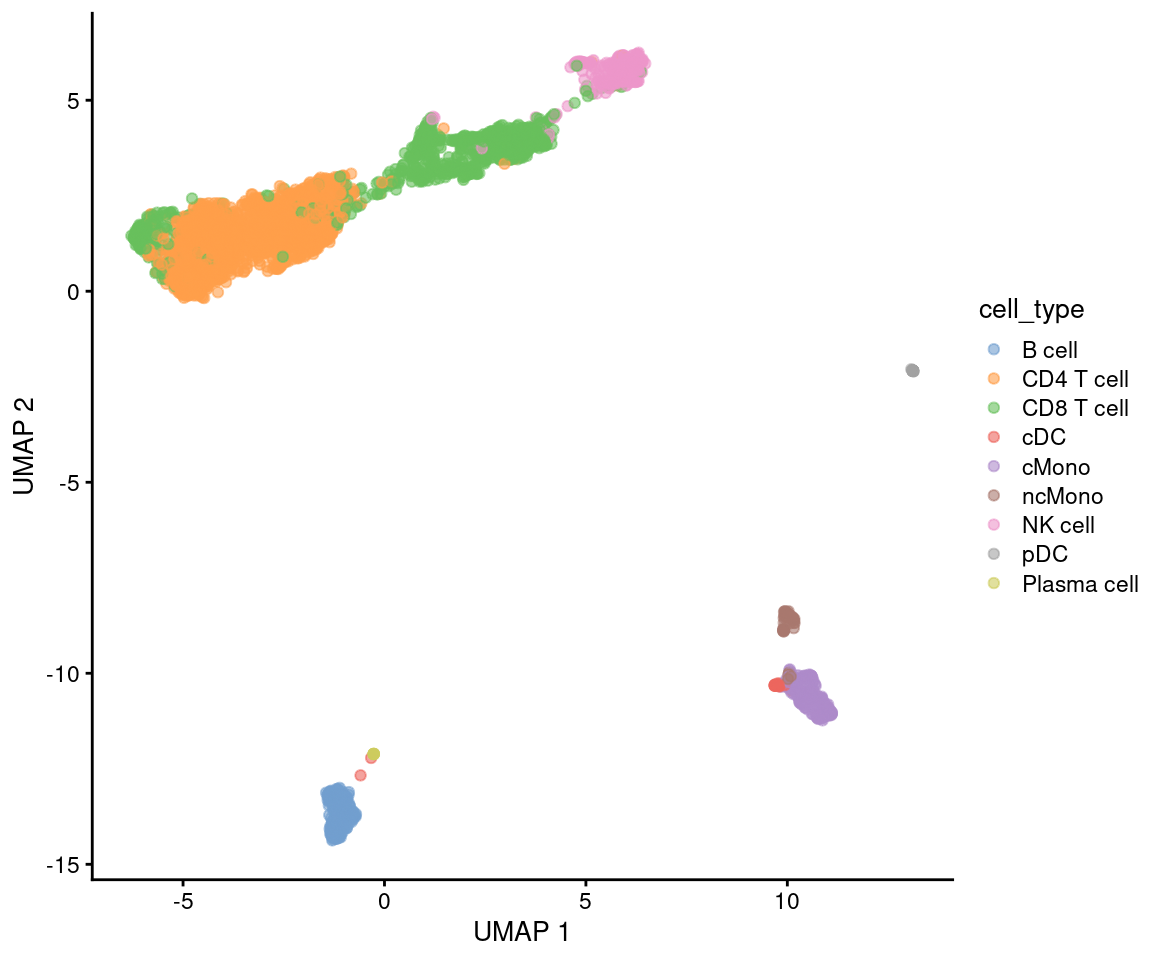 5
0
-5
-10
-15
UMAP 2
-5
0
5
10
UMAP 1
cell_type
B cell
CD4 T cell
CD8 T cell
cDC
cMono
ncMono
NK cell
pDC
Plasma cell